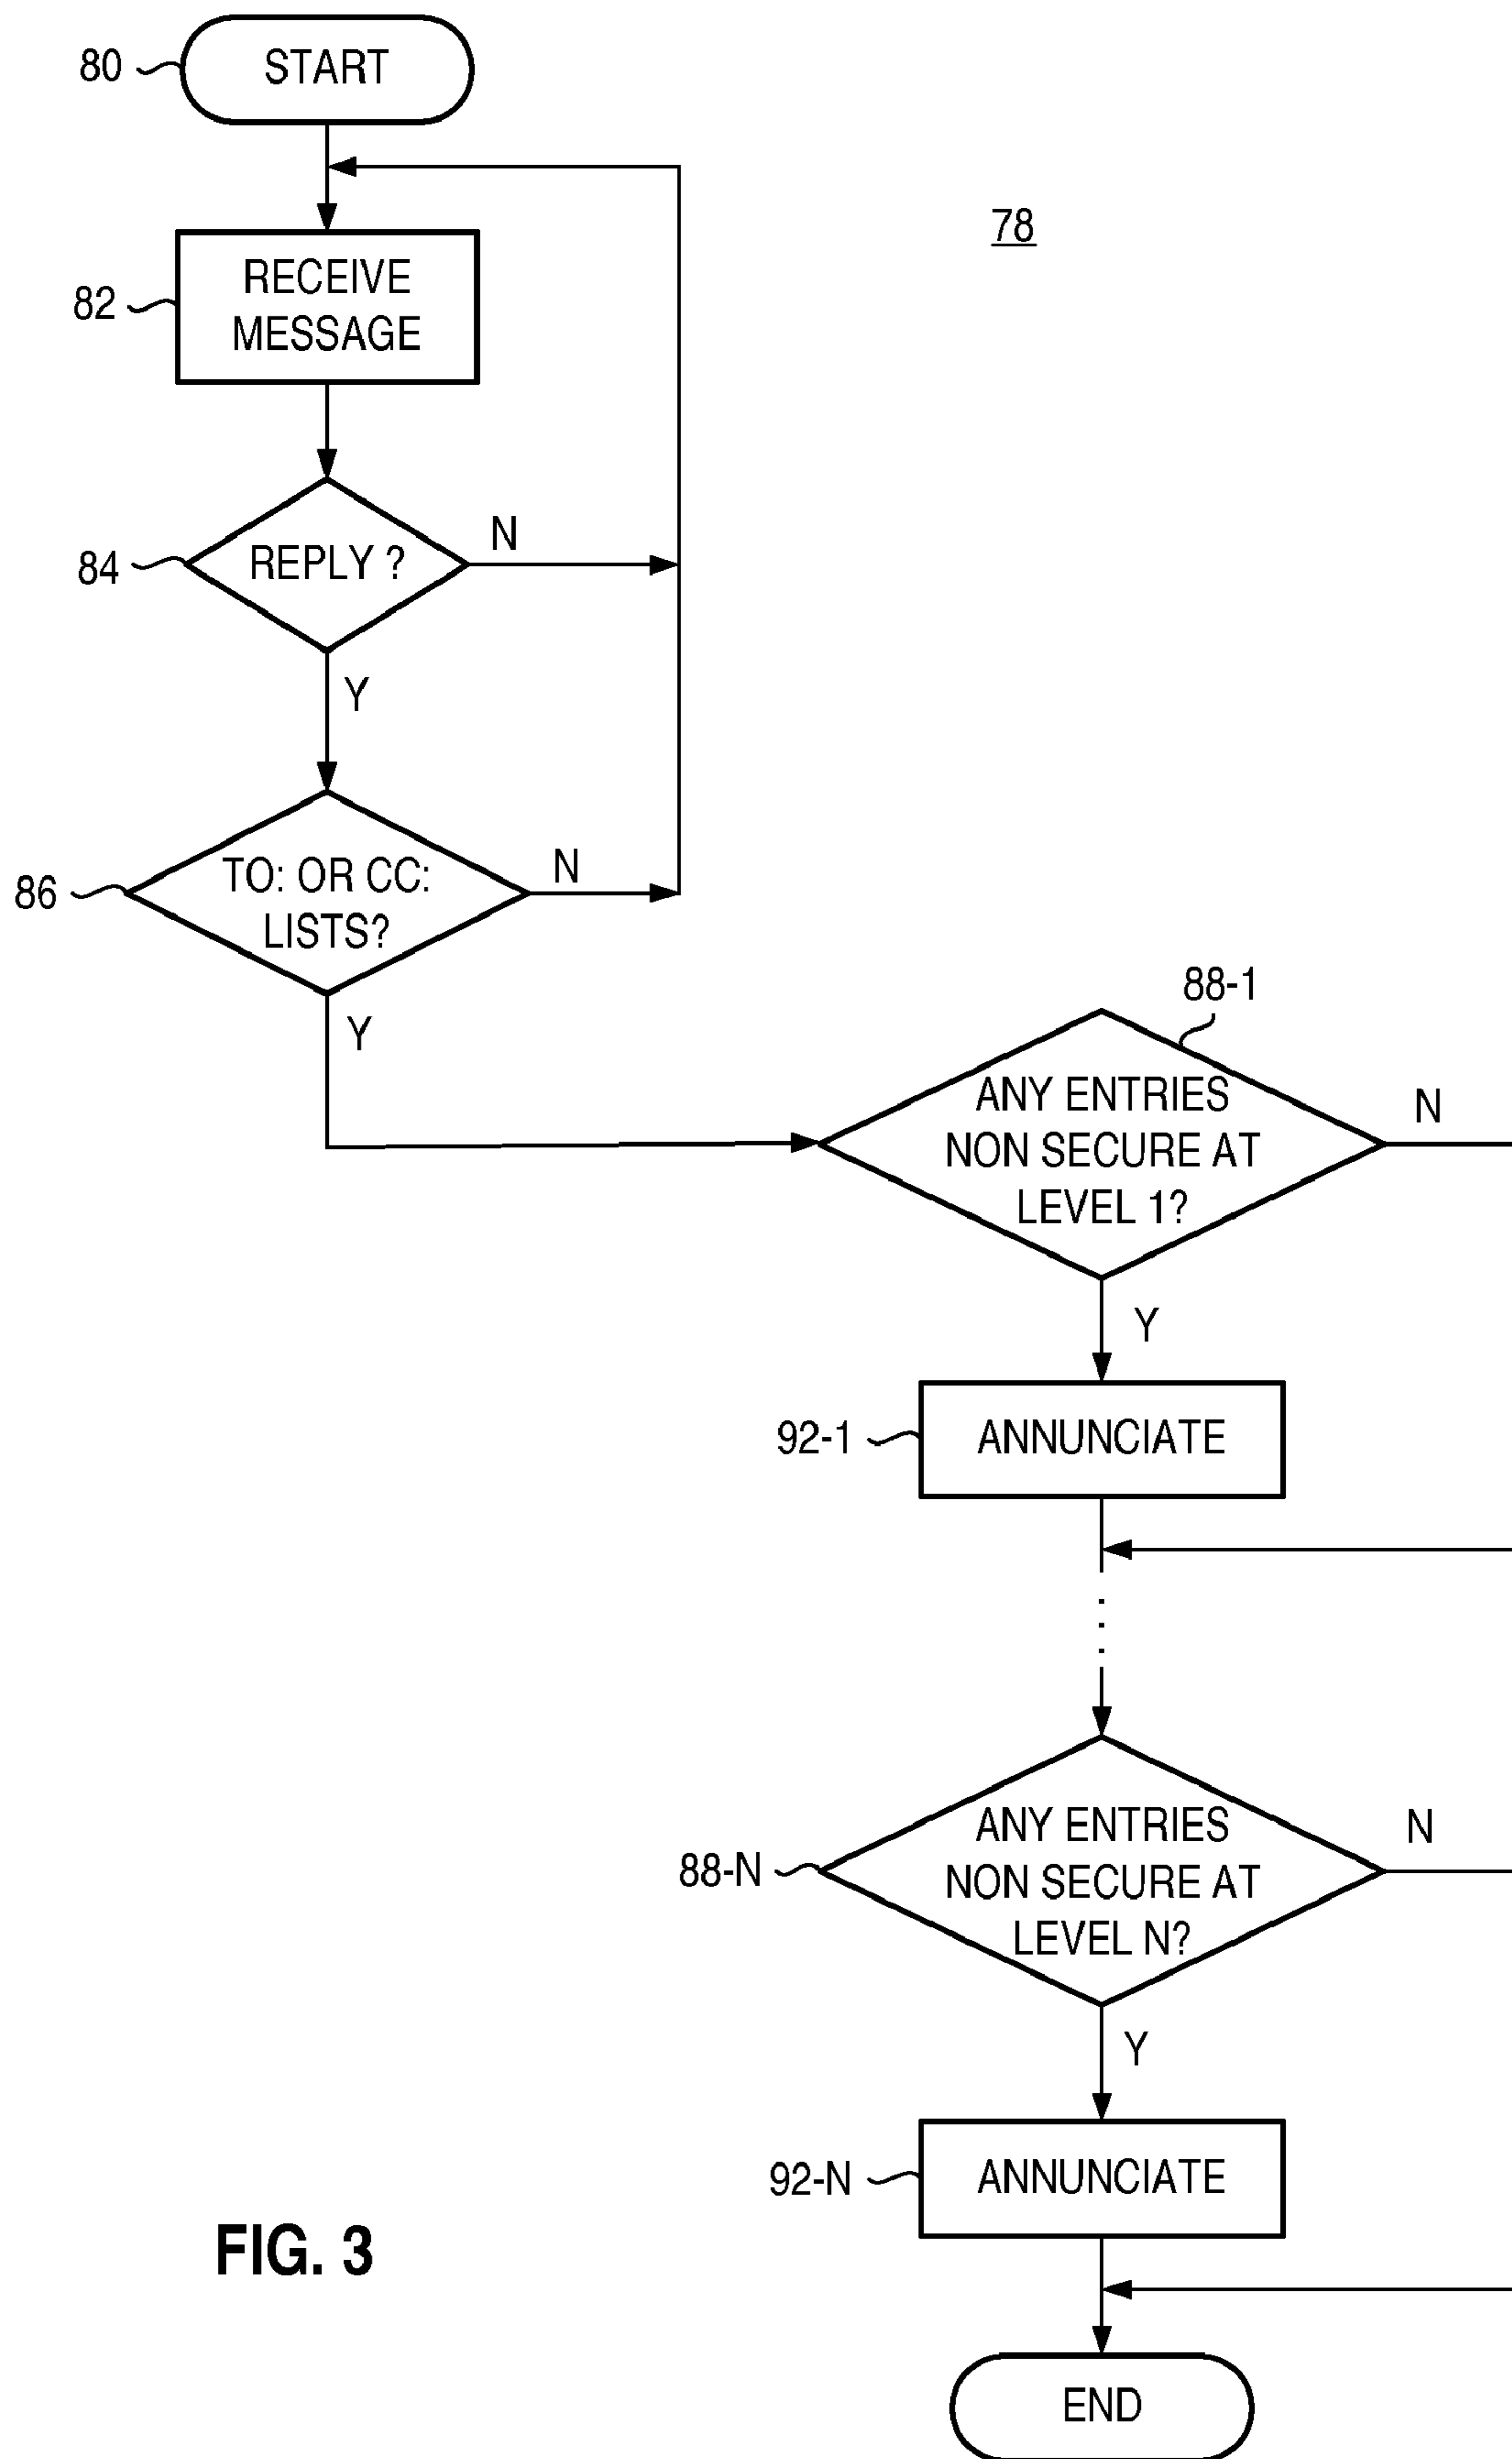 80
START
78
82
RECEIVE
MESSAGE
84
REPLY ?
N
Y
86
TO: OR CC:
LISTS?
N
Y
88-1
ANY ENTRIES
NON SECURE AT
LEVEL 1?
N
Y
92-1
ANNUNCIATE
88-N
ANY ENTRIES
NON SECURE AT
LEVEL N?
N
Y
92-N
ANNUNCIATE
FIG. 3
END